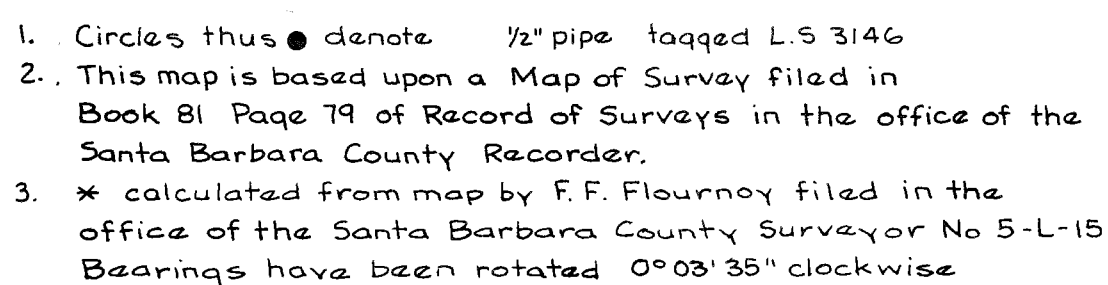 1. Circles thus ● denote 1/2" pipe tagged L.S 3146
2. This map is based upon a Map of Survey filed in
Book 81 Page 79 of Record of Surveys in the office of the
Santa Barbara County Recorder.
3. * calculated from map by F. F. Flournoy filed in the
office of the Santa Barbara County Surveyor No 5-L-15
Bearings have been rotated 0° 03' 35" clockwise